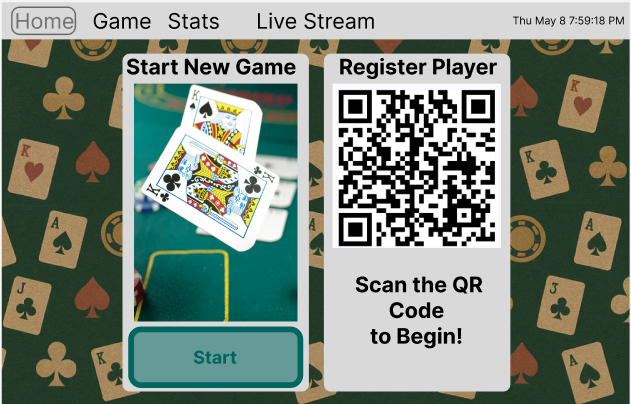 Home Game Stats Live Stream Thu May 8 7:59:18 PM
Start New Game
Register Player
K
K
K
Scan the QR
Code
to Begin!
Start
K
K
K
A
A
J
J
K
A